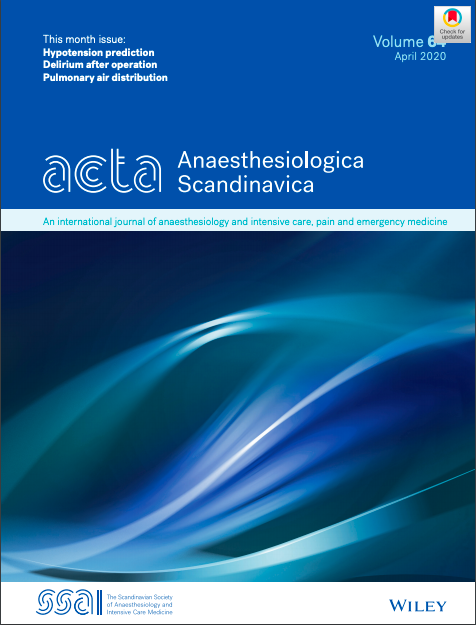 This month issue:
Hypotension prediction
Delirium after operation
Pulmonary air distribution
Check for
updates
Volume
April 2020
acta
Anaesthesiologica
Scandinavica
An international journal of anaesthesiology and intensive care, pain and emergency medicine
ssai
The Scandinavian Society
of Anaesthesiology and
Intensive Care Medicine
WILEY